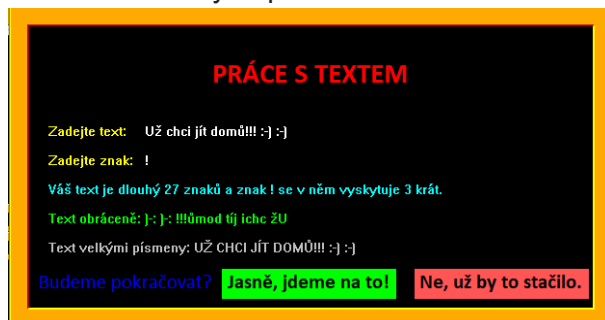 PRÁCE S TEXTEM
Zadejte text: Už chci jít domů!!! :-) :-)
Zadejte znak: !
Váš text je dlouhý 27 znaků a znak ! se v něm vyskytuje 3 krát.
Text obráceně: )-: )-: !!!ůmod tíj ichc žU
Text velkými písmeny: UŽ CHCI JÍT DOMŮ!!! :-) :-)
Budeme pokračovat? Jasně, jdeme na to! Ne, už by to stačilo.